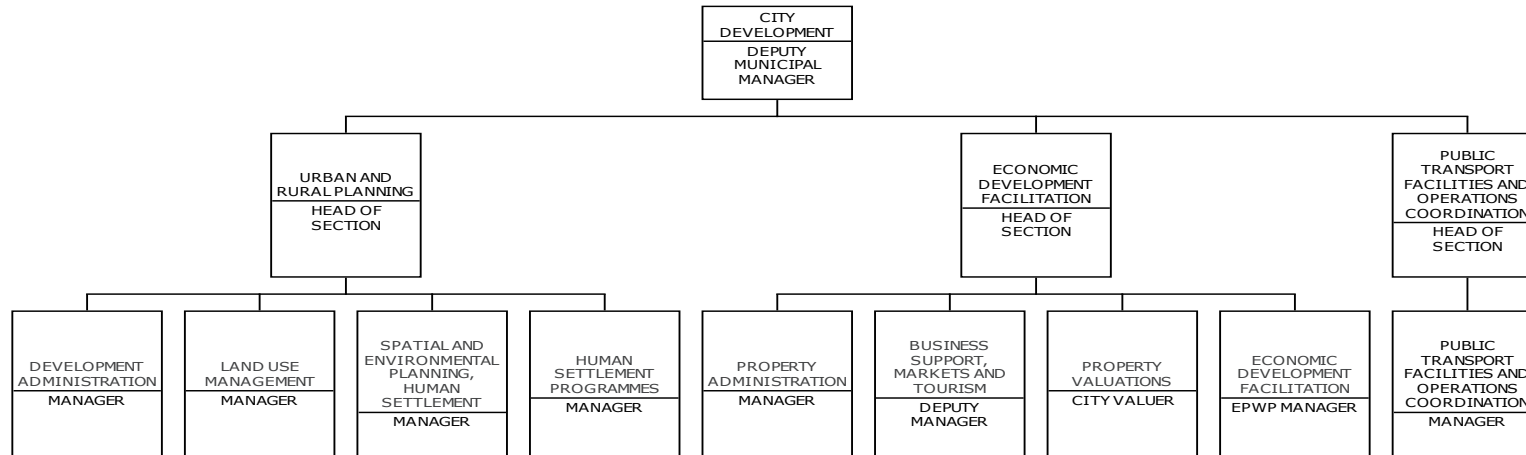 CITY
DEVELOPMENT
DEPUTY
MUNICIPAL
MANAGER
URBAN AND
RURAL PLANNING
HEAD OF
SECTION
ECONOMIC
DEVELOPMENT
FACILITATION
HEAD OF
SECTION
PUBLIC
TRANSPORT
FACILITIES AND
OPERATIONS
COORDINATION
HEAD OF
SECTION
DEVELOPMENT
ADMINISTRATION
MANAGER
LAND USE
MANAGEMENT
MANAGER
SPATIAL AND
ENVIRONMENTAL
PLANNING,
HUMAN
SETTLEMENT
MANAGER
HUMAN
SETTLEMENT
PROGRAMMES
MANAGER
PROPERTY
ADMINISTRATION
MANAGER
BUSINESS
SUPPORT,
MARKETS AND
TOURISM
DEPUTY
MANAGER
PROPERTY
VALUATIONS
CITY VALUER
ECONOMIC
DEVELOPMENT
FACILITATION
EPWP MANAGER
PUBLIC
TRANSPORT
FACILITIES AND
OPERATIONS
COORDINATION
MANAGER